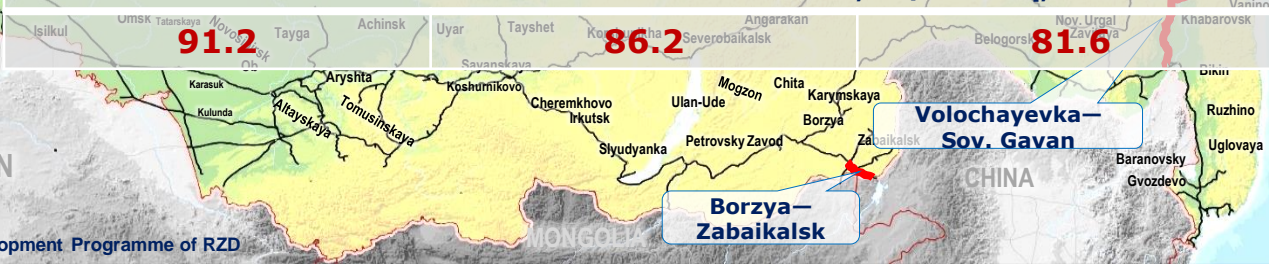 Isilkul
Omsk
Tatarskaya
Novosibirsk
Ob
Tayga
Achinsk
Uyar
Tayshet
Severobaikalsk
Angarakan
Belogorsk
Nov. Urgal
Khabarovsk
Vanino
91.2
86.2
81.6
Sayanskaya
Bikin
Karasuk
Aryshta
Koshurnikovo
Kulunda
Altayskaya
Tomusinskaya
Cheremkhovo
Irkutsk
Slyudyanka
Ulan-Ude
Petrovsky Zavod
Mogzon
Chita
Karymskaya
Borzya
Zabaikalsk
Volochayevka—
Sov. Gavan
Ruzhino
Uglovaya
Baranovsky
Gvozdevo
CHINA
MONGOLIA
N
Borzya—
Zabaikalsk
opment Programme of RZD